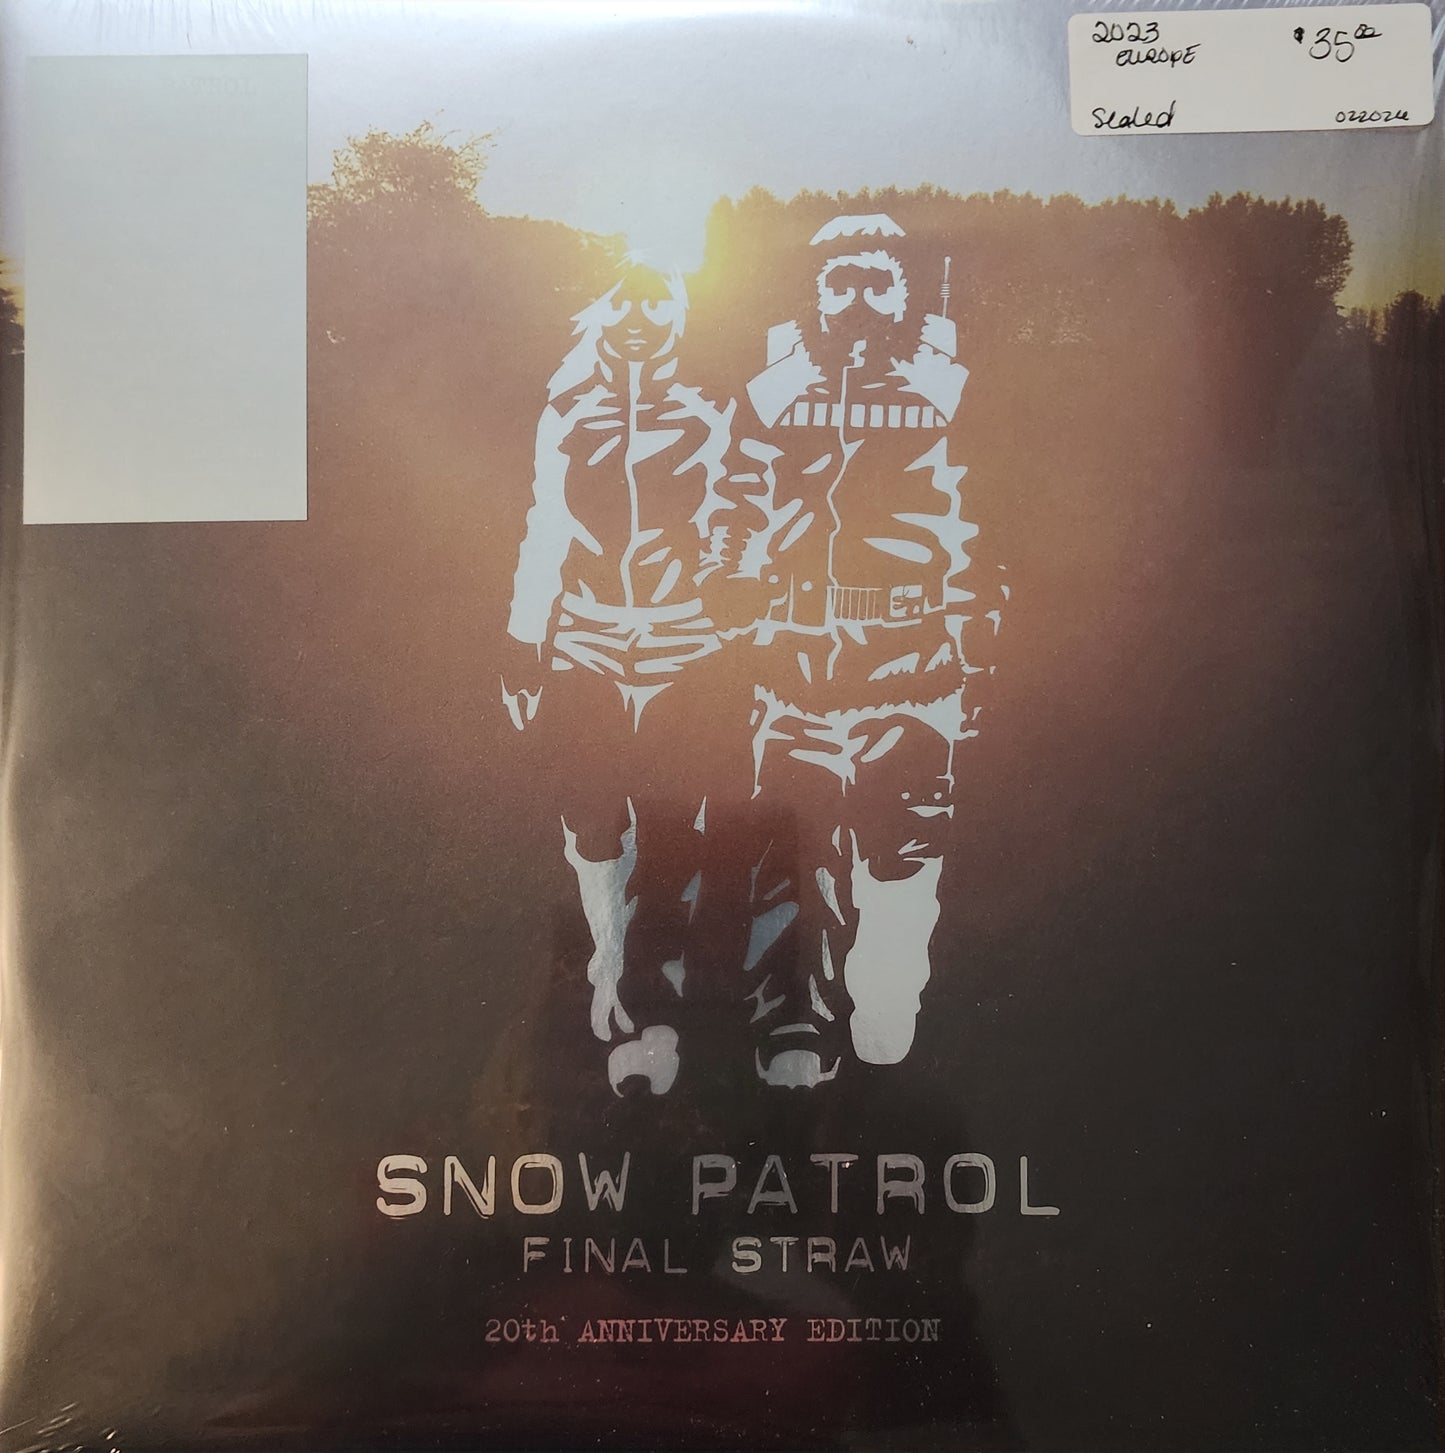 2023 $35.00
EUROPE
Sealed 022024
SNOW PATROL
FINAL STRAW
20th ANNIVERSARY EDITION